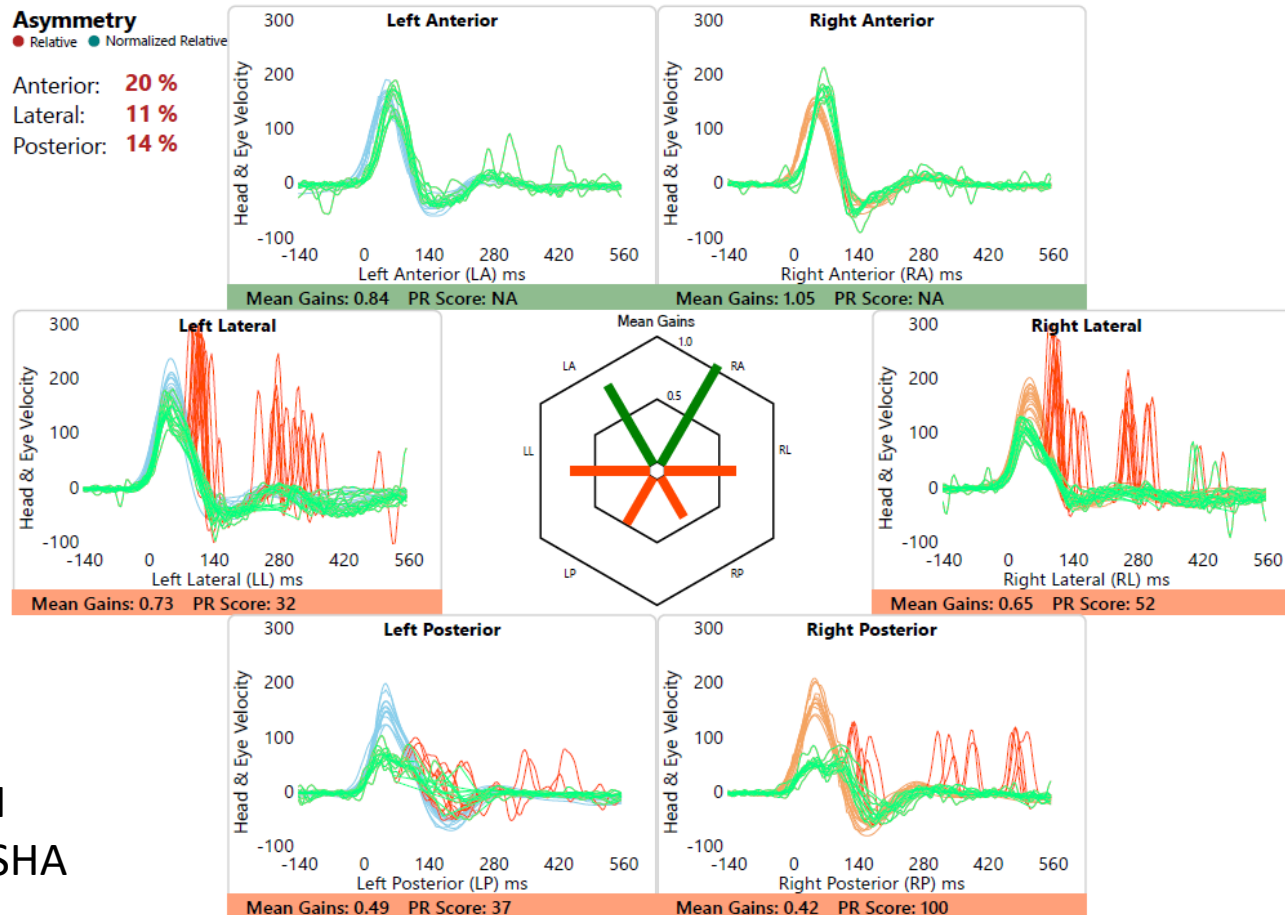 Asymmetry
Relative Normalized Relative
Anterior: 20 %
Lateral: 11 %
Posterior: 14 %
Left Anterior
Head & Eye Velocity
300
200
100
0
-100
-140 0 140 280 420 560
Left Anterior (LA) ms
Mean Gains: 0.84 PR Score: NA
Right Anterior
Head & Eye Velocity
300
200
100
0
-100
-140 0 140 280 420 560
Right Anterior (RA) ms
Mean Gains: 1.05 PR Score: NA
Left Lateral
Head & Eye Velocity
300
200
100
0
-100
-140 0 140 280 420 560
Left Lateral (LL) ms
Mean Gains: 0.73 PR Score: 32
Mean Gains
1.0
LA RA
0.5
LL RL
LP RP
Right Lateral
Head & Eye Velocity
300
200
100
0
-100
-140 0 140 280 420 560
Right Lateral (RL) ms
Mean Gains: 0.65 PR Score: 52
Left Posterior
Head & Eye Velocity
300
200
100
0
-100
-140 0 140 280 420 560
Left Posterior (LP) ms
Mean Gains: 0.49 PR Score: 37
Right Posterior
Head & Eye Velocity
300
200
100
0
-100
-140 0 140 280 420 560
Right Posterior (RP) ms
Mean Gains: 0.42 PR Score: 100
SHA